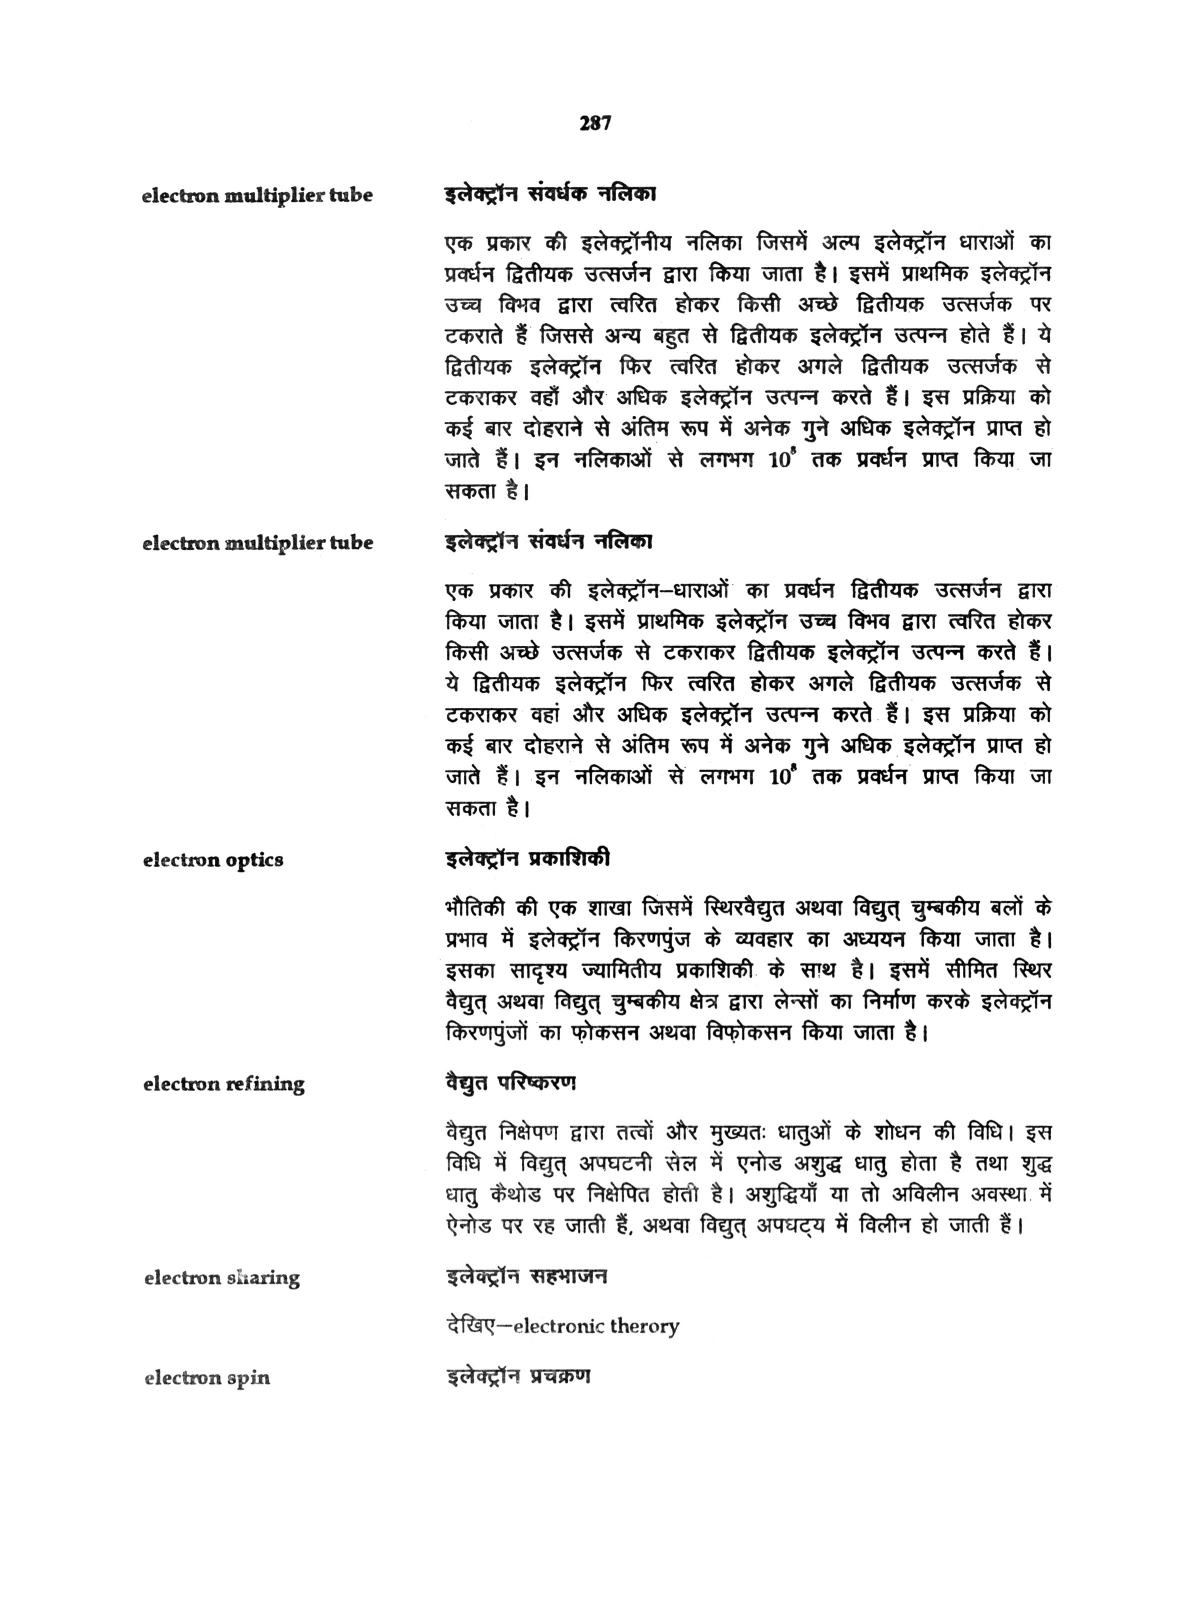 287
electron multiplier tube इलेक्ट्रॉन संवर्धक नलिका
एक प्रकार की इलेक्ट्रॉनीय नलिका जिसमें अल्प इलेक्ट्रॉन धाराओं का
प्रवर्धन द्वितीयक उत्सर्जन द्वारा किया जाता है। इसमें प्राथमिक इलेक्ट्रॉन
उच्च विभव द्वारा त्वरित होकर किसी अच्छे द्वितीयक उत्सर्जक पर
टकराते हैं जिससे अन्य बहुत से द्वितीयक इलेक्ट्रॉन उत्पन्न होते हैं। ये
द्वितीयक इलेक्ट्रॉन फिर त्वरित होकर अगले द्वितीयक उत्सर्जक से
टकराकर वहाँ और अधिक इलेक्ट्रॉन उत्पन्न करते हैं। इस प्रक्रिया को
कई बार दोहराने से अंतिम रूप में अनेक गुने अधिक इलेक्ट्रॉन प्राप्त हो
जाते हैं। इन नलिकाओं से लगभग 10⁸ तक प्रवर्धन प्राप्त किया जा
सकता है।
electron multiplier tube इलेक्ट्रॉन संवर्धन नलिका
एक प्रकार की इलेक्ट्रॉन–धाराओं का प्रवर्धन द्वितीयक उत्सर्जन द्वारा
किया जाता है। इसमें प्राथमिक इलेक्ट्रॉन उच्च विभव द्वारा त्वरित होकर
किसी अच्छे उत्सर्जक से टकराकर द्वितीयक इलेक्ट्रॉन उत्पन्न करते हैं।
ये द्वितीयक इलेक्ट्रॉन फिर त्वरित होकर अगले द्वितीयक उत्सर्जक से
टकराकर वहां और अधिक इलेक्ट्रॉन उत्पन्न करते हैं। इस प्रक्रिया को
कई बार दोहराने से अंतिम रूप में अनेक गुने अधिक इलेक्ट्रॉन प्राप्त हो
जाते हैं। इन नलिकाओं से लगभग 10⁸ तक प्रवर्धन प्राप्त किया जा
सकता है।
electron optics इलेक्ट्रॉन प्रकाशिकी
भौतिकी की एक शाखा जिसमें स्थिरवैद्युत अथवा विद्युत् चुम्बकीय बलों के
प्रभाव में इलेक्ट्रॉन किरणपुंज के व्यवहार का अध्ययन किया जाता है।
इसका सादृश्य ज्यामितीय प्रकाशिकी के साथ है। इसमें सीमित स्थिर
वैद्युत् अथवा विद्युत् चुम्बकीय क्षेत्र द्वारा लेन्सों का निर्माण करके इलेक्ट्रॉन
किरणपुंजों का फ़ोकसन अथवा विफ़ोकसन किया जाता है।
electron refining वैद्युत परिष्करण
वैद्युत निक्षेपण द्वारा तत्वों और मुख्यतः धातुओं के शोधन की विधि। इस
विधि में विद्युत् अपघटनी सेल में एनोड अशुद्ध धातु होता है तथा शुद्ध
धातु कैथोड पर निक्षेपित होती है। अशुद्धियाँ या तो अविलीन अवस्था में
ऐनोड पर रह जाती हैं, अथवा विद्युत् अपघट्य में विलीन हो जाती हैं।
electron sharing इलेक्ट्रॉन सहभाजन
देखिए—electronic therory
electron spin इलेक्ट्रॉन प्रचक्रण